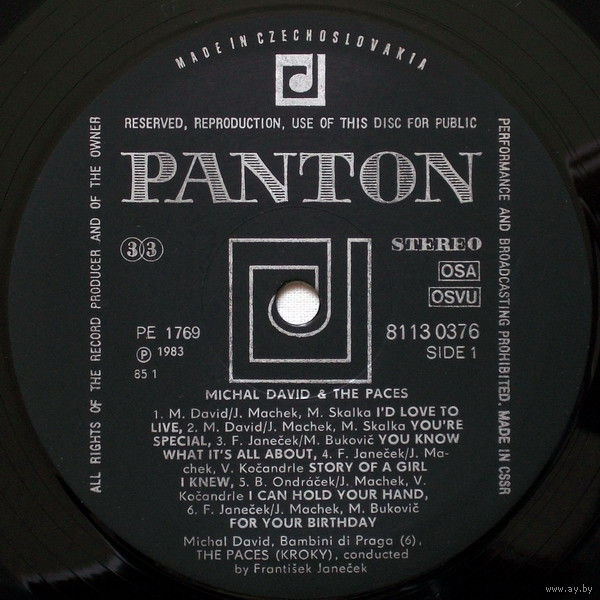 MADE IN CZECHOSLOVAKIA
RESERVED, REPRODUCTION, USE OF THIS DISC FOR PUBLIC
PERFORMANCE AND BROADCASTING PROHIBITED. MADE IN CSSR
ALL RIGHTS OF THE RECORD PRODUCER AND OF THE OWNER
PANTON
33
STEREO
OSA
OSVU
PE 1769
Ⓟ 1983
85 1
8113 0376
SIDE 1
MICHAL DAVID & THE PACES
1. M. David/J. Machek, M. Skalka I'D LOVE TO
LIVE, 2. M. David/J. Machek, M. Skalka YOU'RE
SPECIAL, 3. F. Janeček/M. Bukovič YOU KNOW
WHAT IT'S ALL ABOUT, 4. F. Janeček/J. Ma-
chek, V. Kočandrle STORY OF A GIRL
I KNEW, 5. B. Ondráček/J. Machek, V.
Kočandrle I CAN HOLD YOUR HAND,
6. F. Janeček/J. Machek, M. Bukovič
FOR YOUR BIRTHDAY
Michal David, Bambini di Praga (6),
THE PACES (KROKY), conducted
by František Janeček
www.ay.by